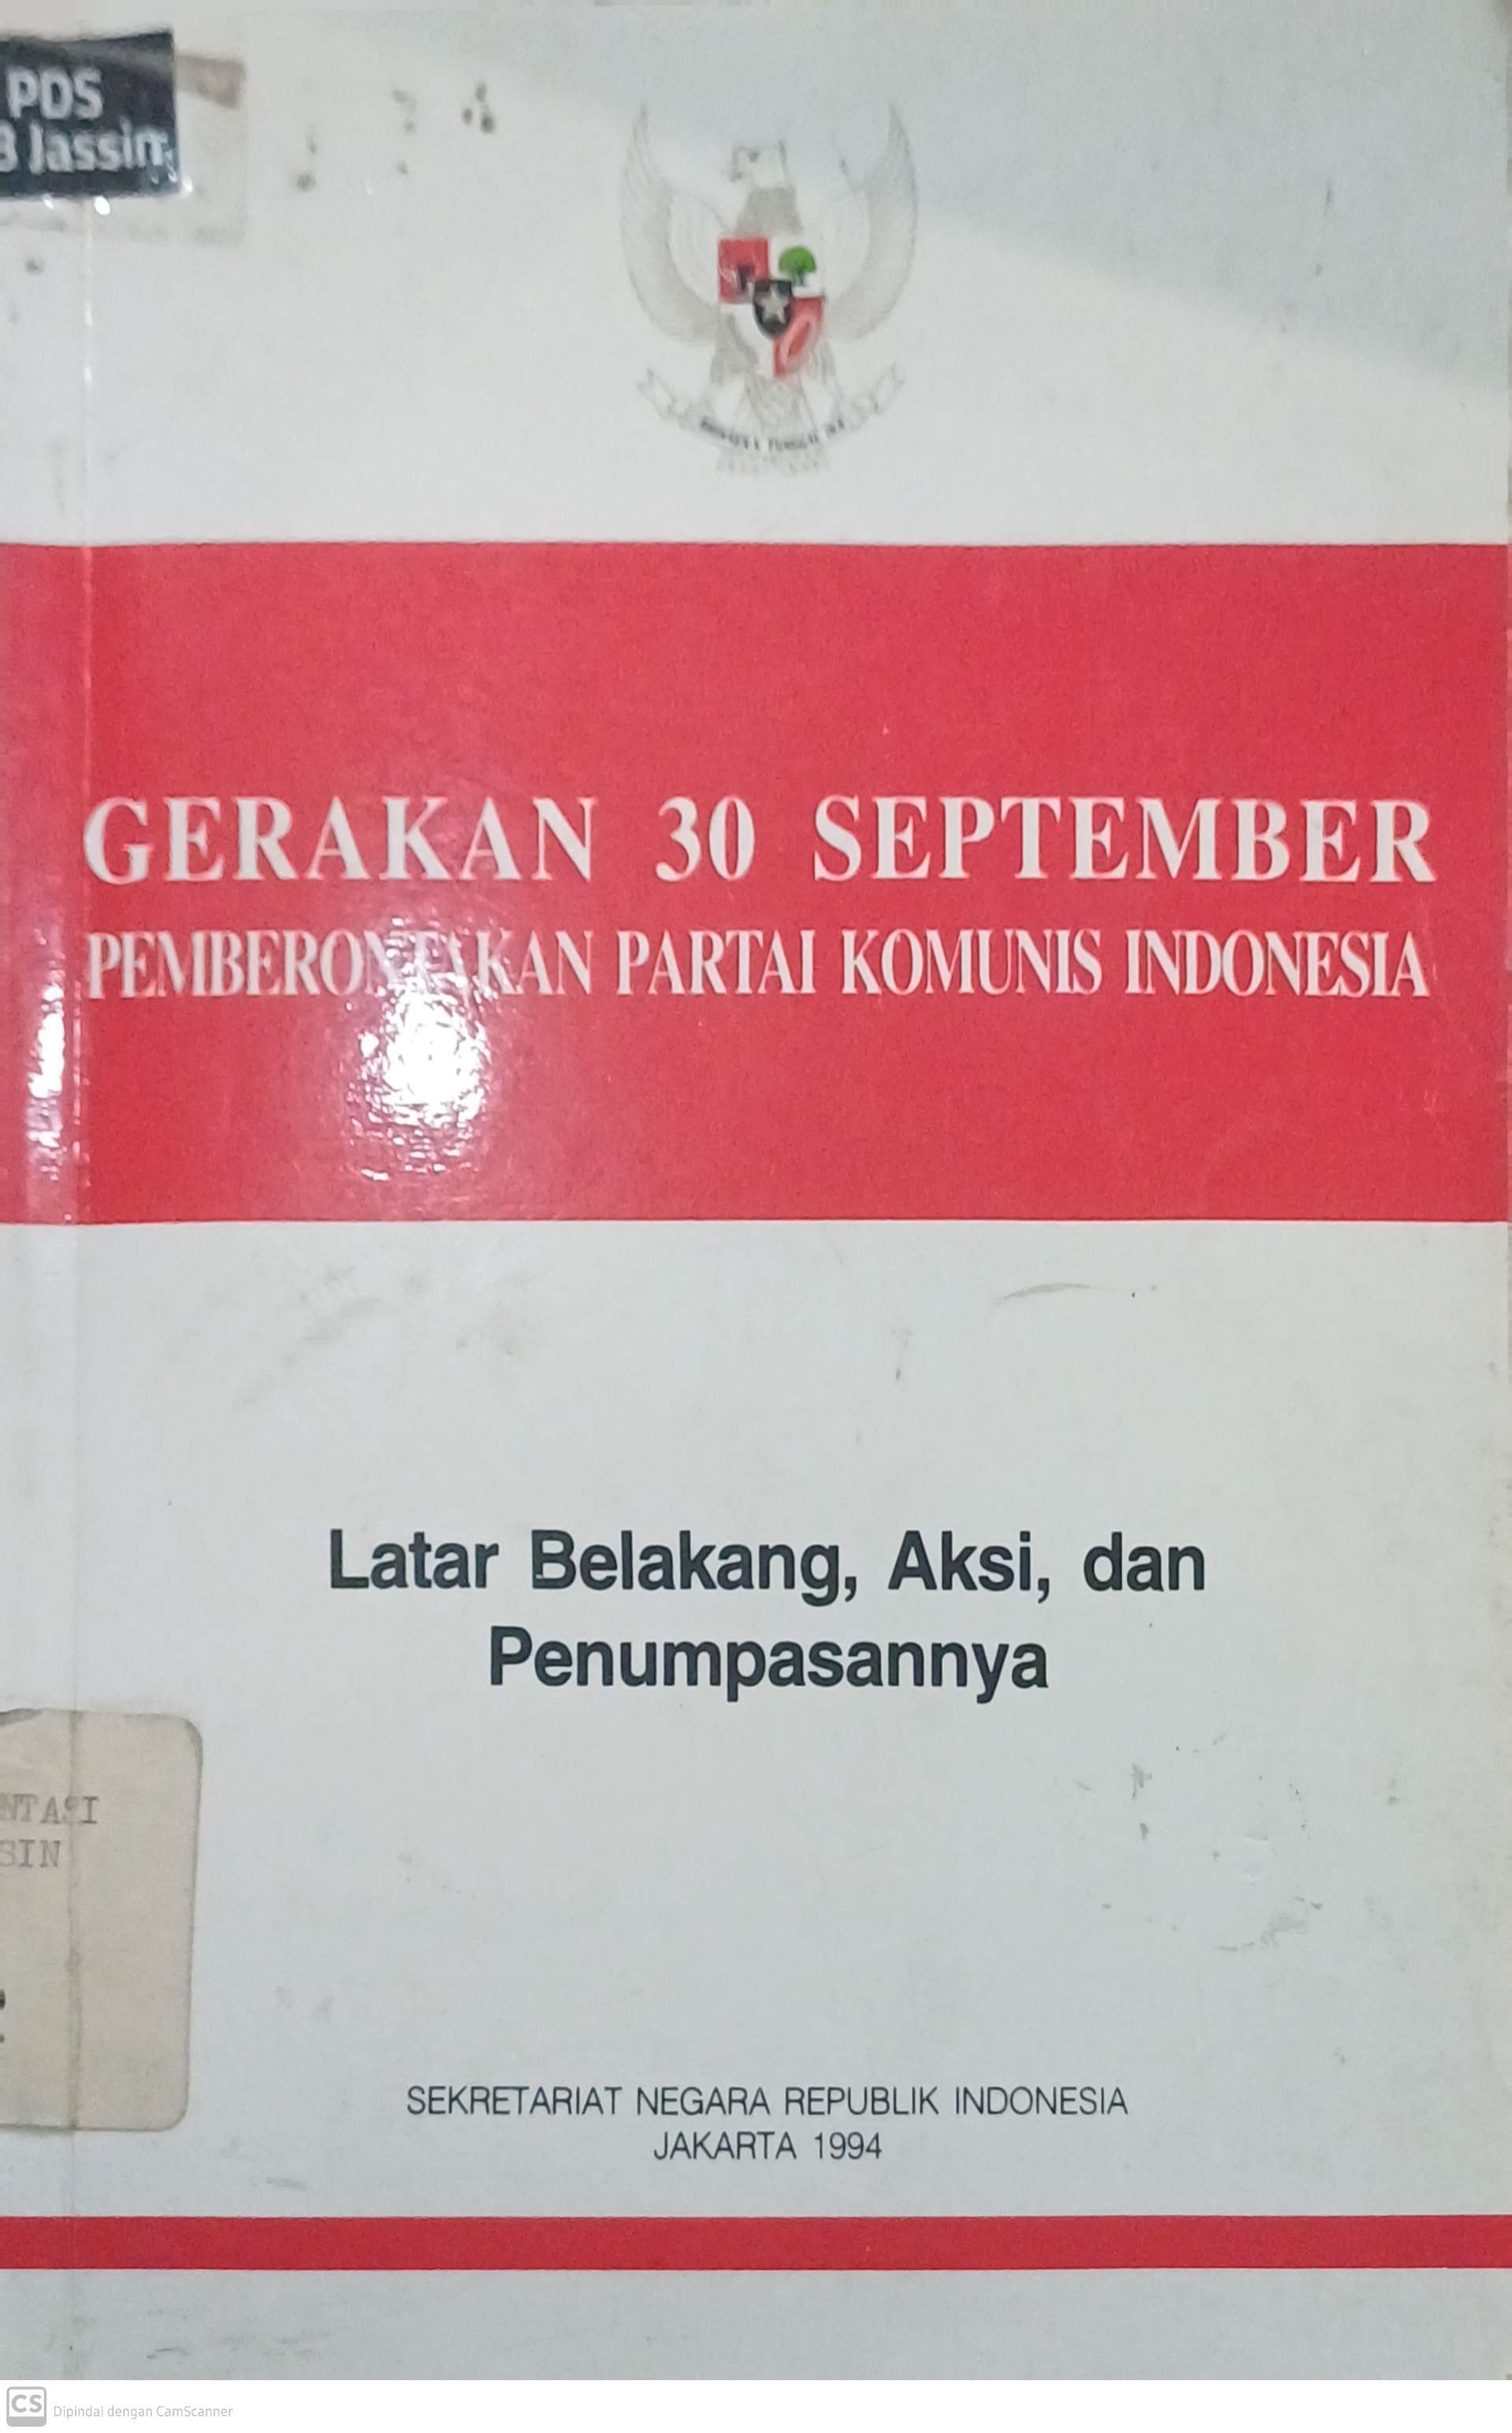 PDS
B Jassin
GERAKAN 30 SEPTEMBER
PEMBERONTAKAN PARTAI KOMUNIS INDONESIA
Latar Belakang, Aksi, dan
Penumpasannya
NTASI
SIN
SEKRETARIAT NEGARA REPUBLIK INDONESIA
JAKARTA 1994
CS Dipindai dengan CamScanner